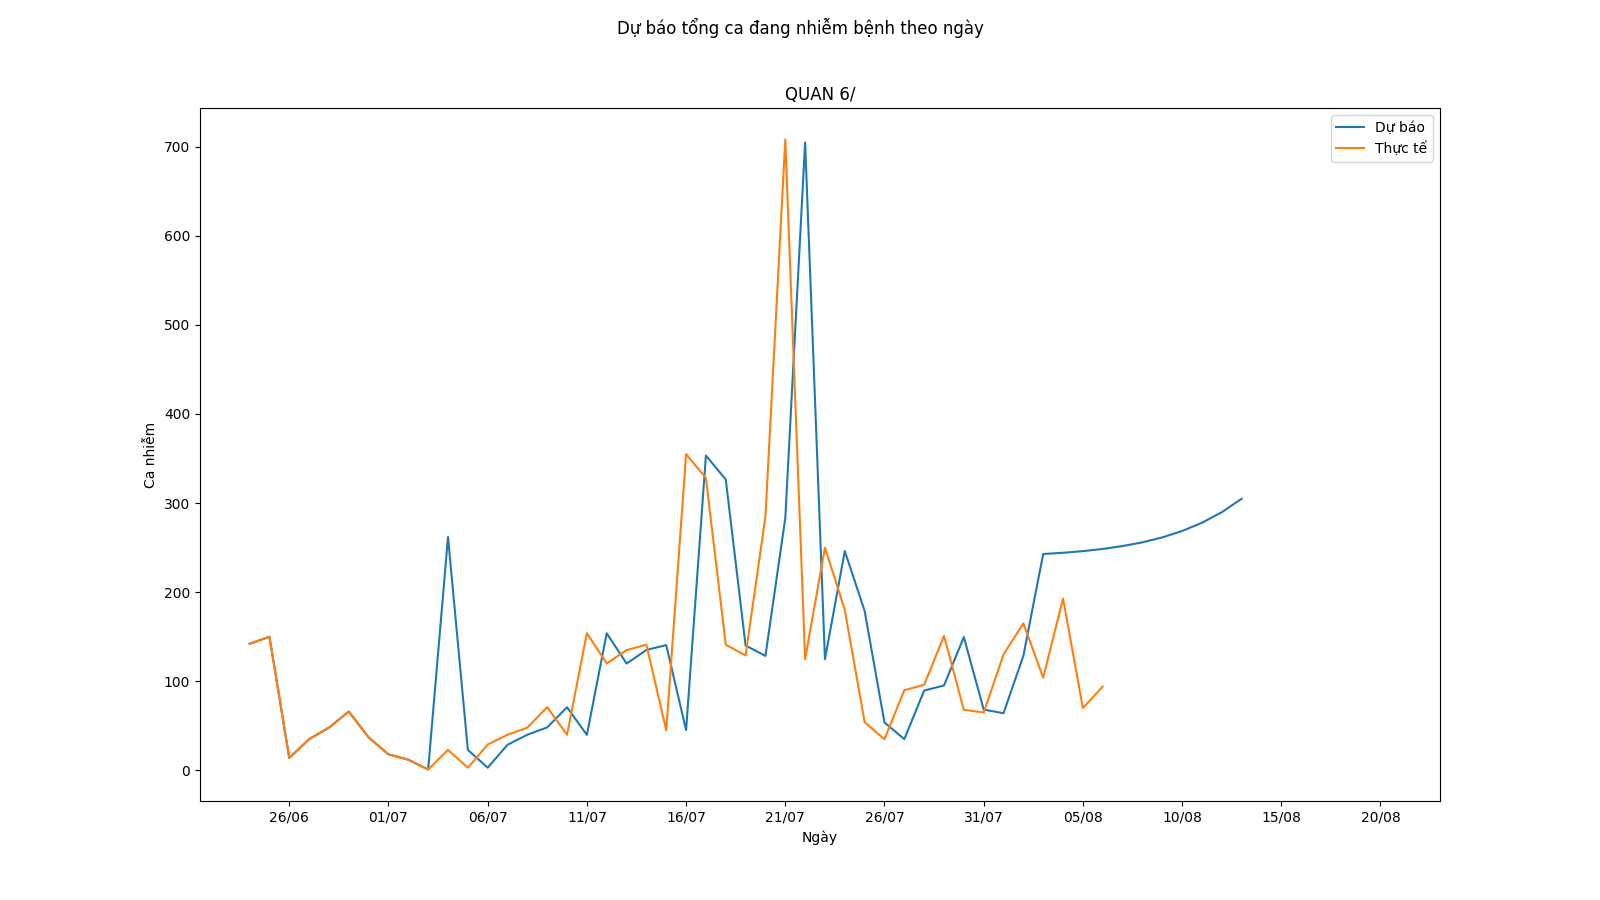 Dự báo tổng ca đang nhiễm bệnh theo ngày
QUAN 6/
Dự báo
Thực tế
700
600
500
400
300
200
100
0
Ca nhiễm
26/06 01/07 06/07 11/07 16/07 21/07 26/07 31/07 05/08 10/08 15/08 20/08
Ngày